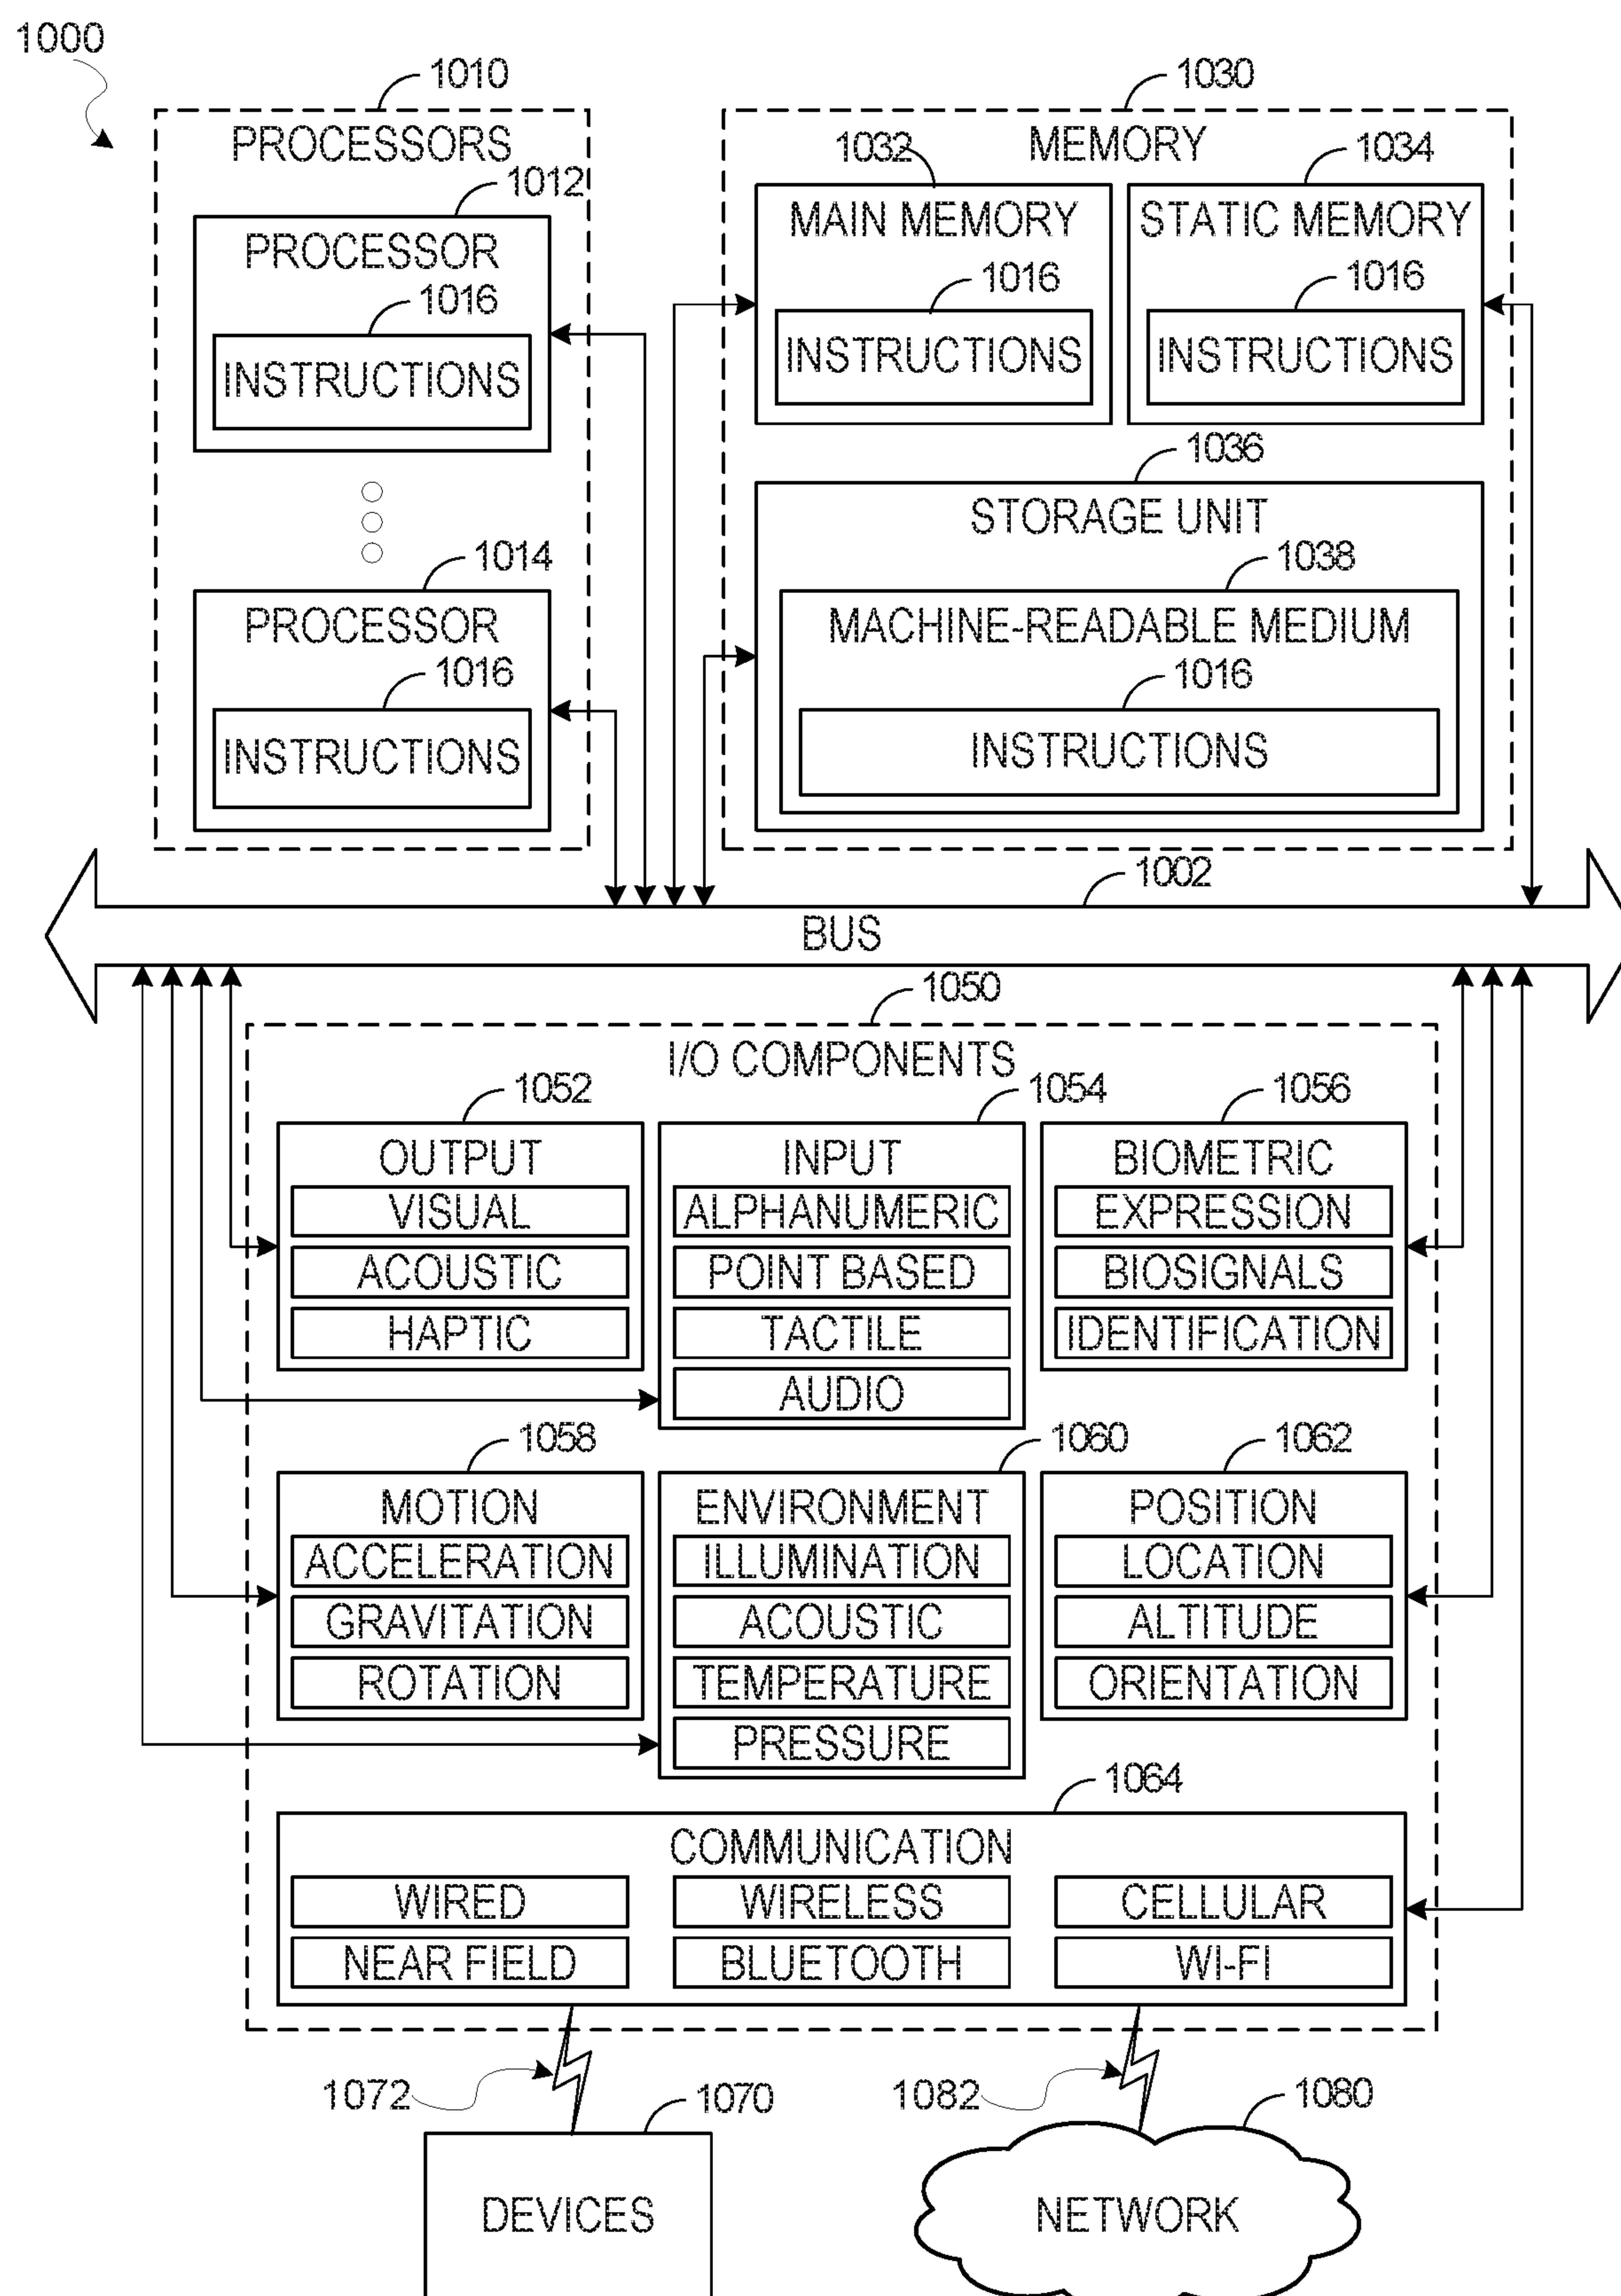 1000
1010
PROCESSORS
1012
PROCESSOR
1016
INSTRUCTIONS
1014
PROCESSOR
1016
INSTRUCTIONS
1030
MEMORY
1032
MAIN MEMORY
1016
INSTRUCTIONS
1034
STATIC MEMORY
1016
INSTRUCTIONS
1036
STORAGE UNIT
1038
MACHINE-READABLE MEDIUM
1016
INSTRUCTIONS
1002
BUS
1050
I/O COMPONENTS
1052
OUTPUT
VISUAL
ACOUSTIC
HAPTIC
1054
INPUT
ALPHANUMERIC
POINT BASED
TACTILE
AUDIO
1056
BIOMETRIC
EXPRESSION
BIOSIGNALS
IDENTIFICATION
1058
MOTION
ACCELERATION
GRAVITATION
ROTATION
1060
ENVIRONMENT
ILLUMINATION
ACOUSTIC
TEMPERATURE
PRESSURE
1062
POSITION
LOCATION
ALTITUDE
ORIENTATION
1064
COMMUNICATION
WIRED
WIRELESS
CELLULAR
NEAR FIELD
BLUETOOTH
WI-FI
1072
1070
DEVICES
1082
1080
NETWORK